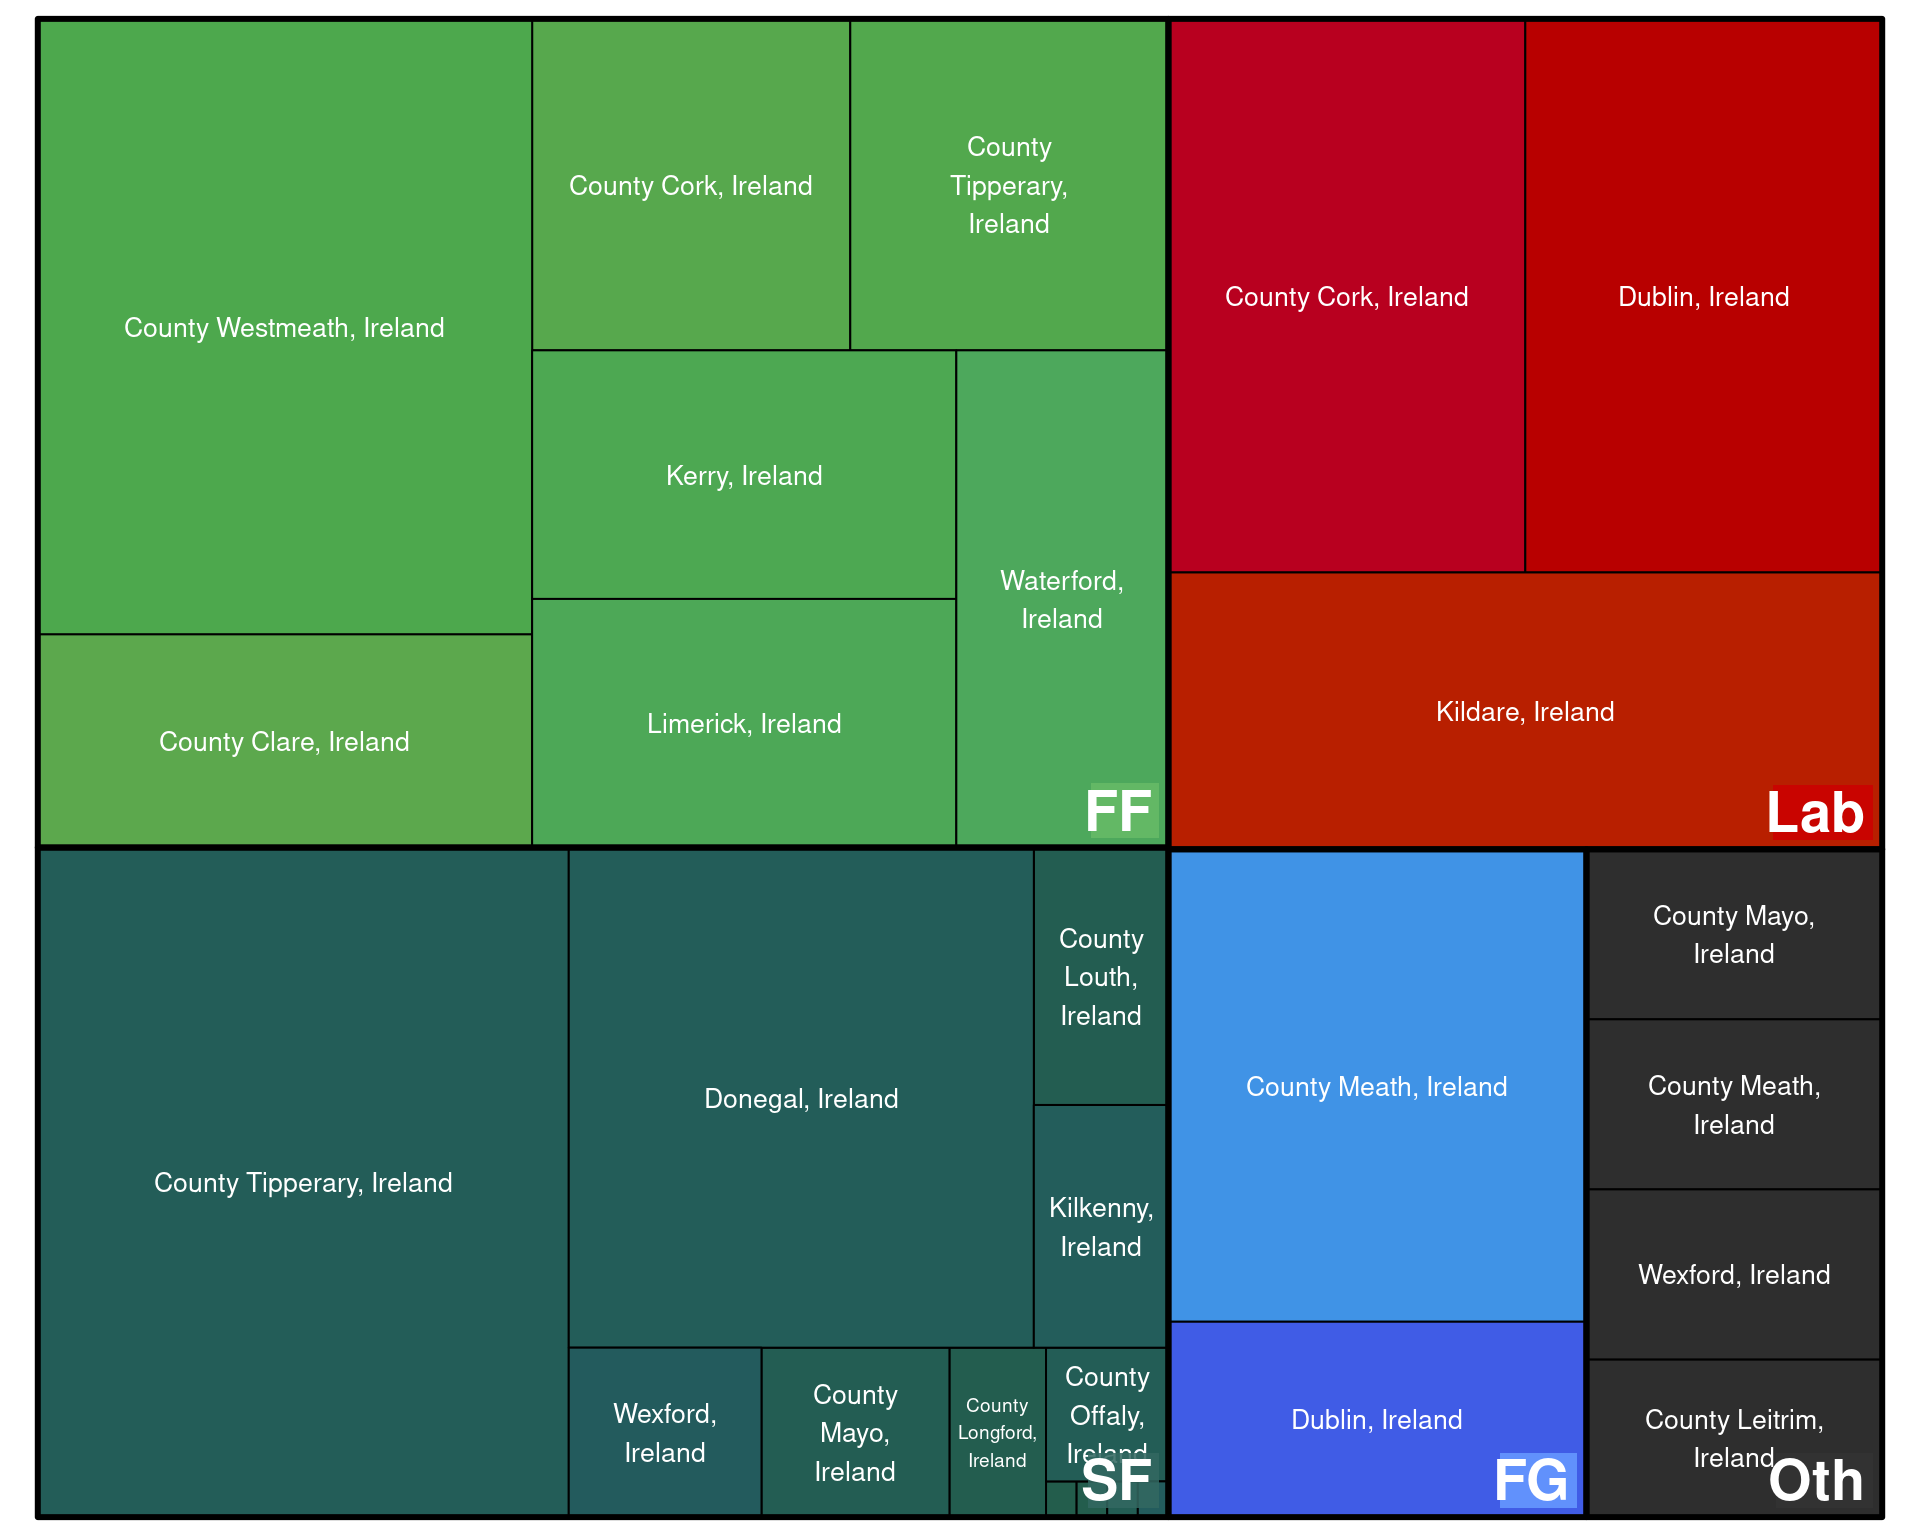 County Westmeath, Ireland
County Cork, Ireland
County
Tipperary,
Ireland
Kerry, Ireland
Waterford,
Ireland
County Clare, Ireland
Limerick, Ireland
FF
County Cork, Ireland
Dublin, Ireland
Kildare, Ireland
Lab
County Tipperary, Ireland
Donegal, Ireland
County
Louth,
Ireland
Kilkenny,
Ireland
Wexford,
Ireland
County
Mayo,
Ireland
County
Longford,
Ireland
County
Offaly,
Ireland
SF
County Meath, Ireland
Dublin, Ireland
FG
County Mayo,
Ireland
County Meath,
Ireland
Wexford, Ireland
County Leitrim,
Ireland
Oth